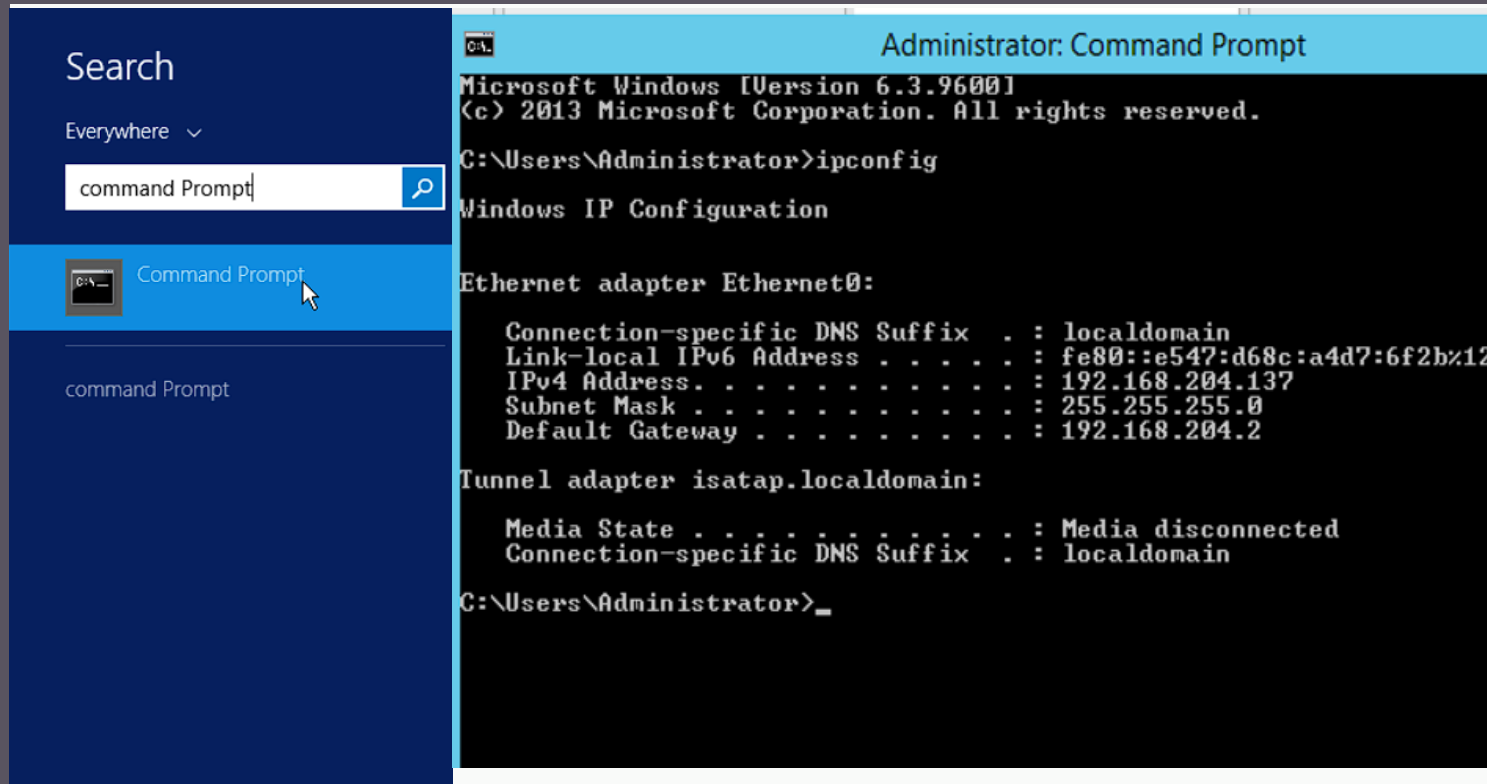 Search
Everywhere
command Prompt
Command Prompt
command Prompt
Administrator: Command Prompt
Microsoft Windows [Version 6.3.9600]
(c) 2013 Microsoft Corporation. All rights reserved.
C:\Users\Administrator>ipconfig
Windows IP Configuration
Ethernet adapter Ethernet0:
Connection-specific DNS Suffix . : localdomain
Link-local IPv6 Address . . . . . : fe80::e547:d68c:a4d7:6f2b%12
IPv4 Address. . . . . . . . . . . : 192.168.204.137
Subnet Mask . . . . . . . . . . . : 255.255.255.0
Default Gateway . . . . . . . . . : 192.168.204.2
Tunnel adapter isatap.localdomain:
Media State . . . . . . . . . . . : Media disconnected
Connection-specific DNS Suffix . : localdomain
C:\Users\Administrator>_